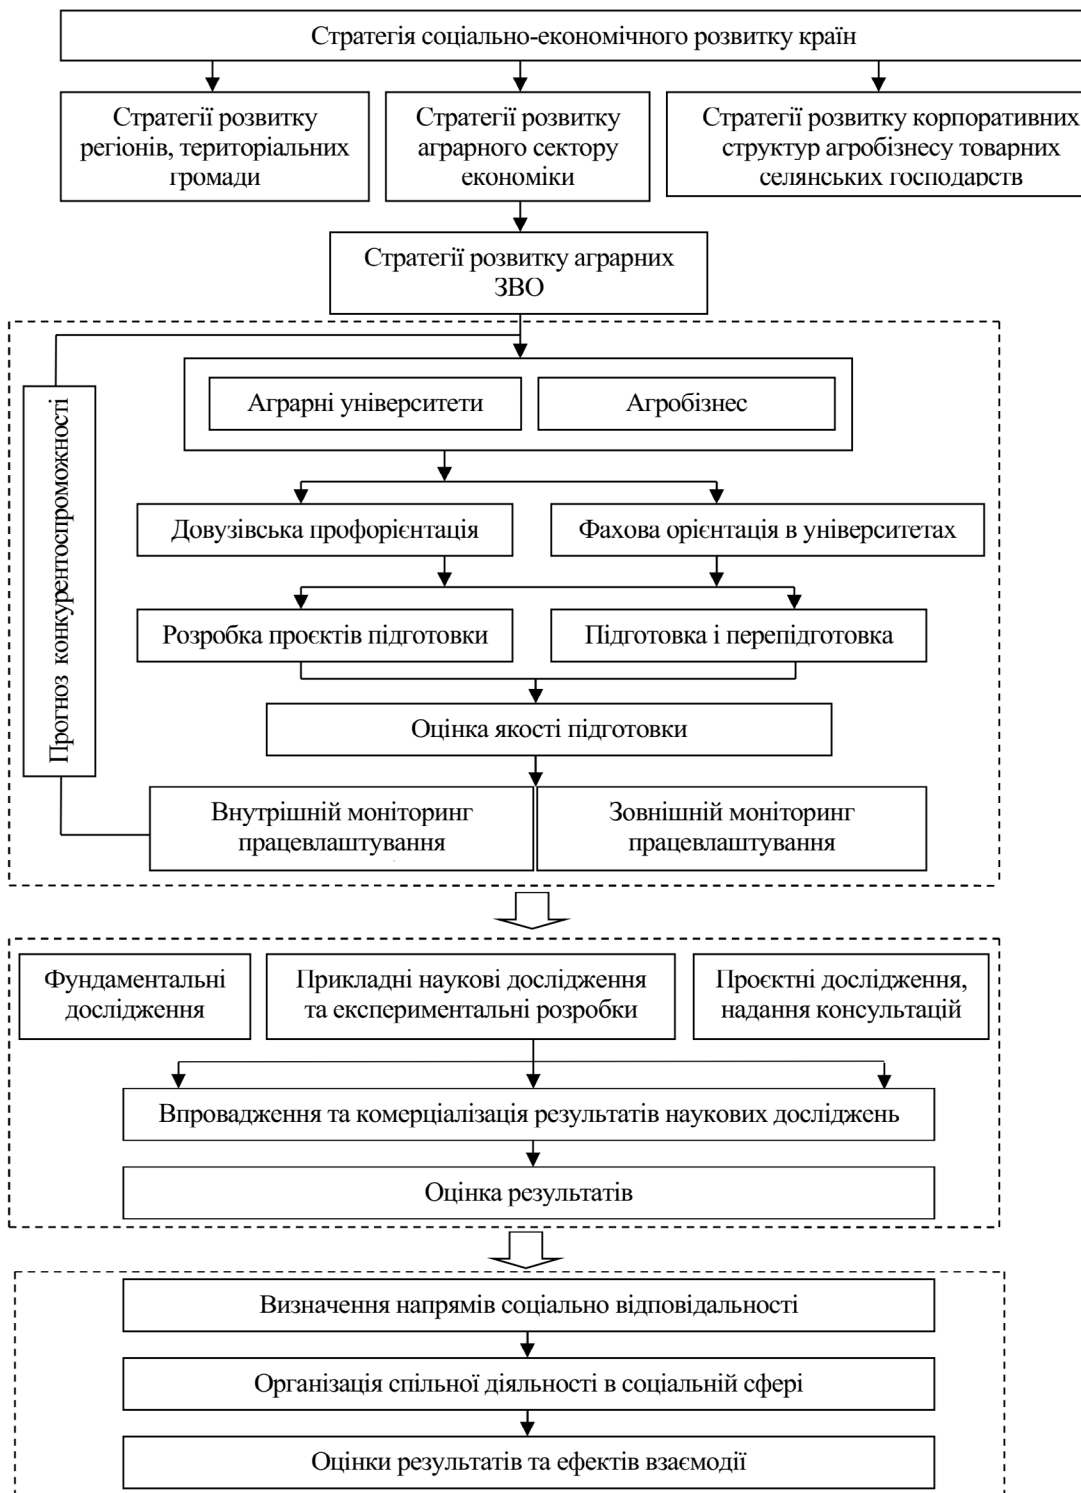 Стратегія соціально-економічного розвитку країн
Стратегії розвитку
регіонів, територіальних
громади
Стратегії розвитку
аграрного сектору
економіки
Стратегії розвитку корпоративних
структур агробізнесу товарних
селянських господарств
Стратегії розвитку аграрних
ЗВО
Прогноз конкурентоспроможності
Аграрні університети
Агробізнес
Довузівська профорієнтація
Фахова орієнтація в університетах
Розробка проєктів підготовки
Підготовка і перепідготовка
Оцінка якості підготовки
Внутрішній моніторинг
працевлаштування
Зовнішній моніторинг
працевлаштування
Фундаментальні
дослідження
Прикладні наукові дослідження
та експериментальні розробки
Проєктні дослідження,
надання консультацій
Впровадження та комерціалізація результатів наукових досліджень
Оцінка результатів
Визначення напрямів соціально відповідальності
Організація спільної діяльності в соціальній сфері
Оцінки результатів та ефектів взаємодії